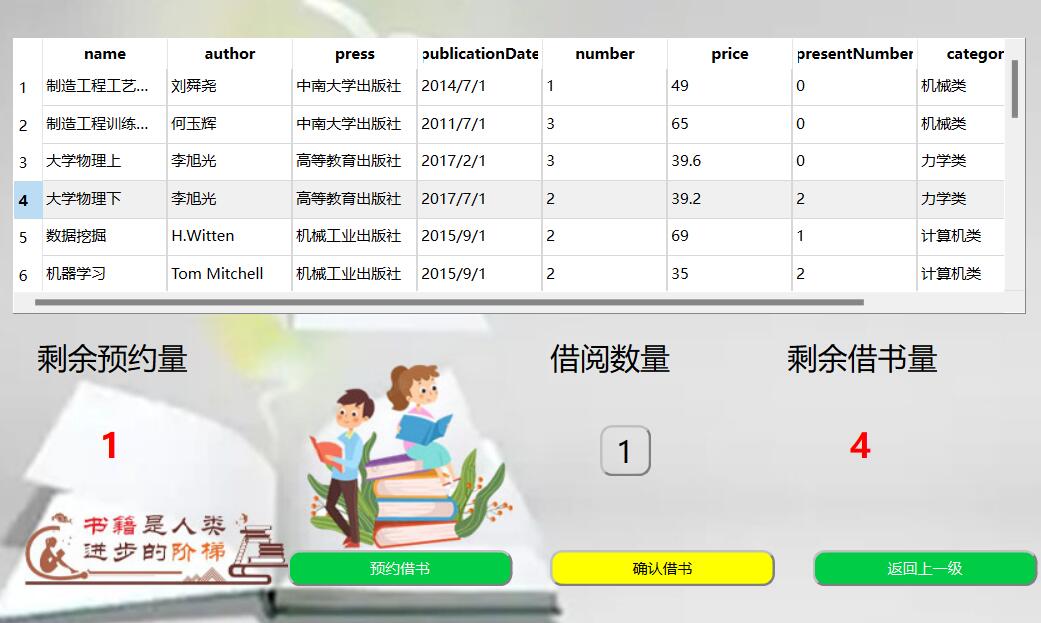 name author press publicationDate number price presentNumber categor
1 制造工程工艺... 刘舜尧 中南大学出版社 2014/7/1 1 49 0 机械类
2 制造工程训练... 何玉辉 中南大学出版社 2011/7/1 3 65 0 机械类
3 大学物理上 李旭光 高等教育出版社 2017/2/1 3 39.6 0 力学类
4 大学物理下 李旭光 高等教育出版社 2017/7/1 2 39.2 2 力学类
5 数据挖掘 H.Witten 机械工业出版社 2015/9/1 2 69 1 计算机类
6 机器学习 Tom Mitchell 机械工业出版社 2015/9/1 2 35 2 计算机类
剩余预约量 借阅数量 剩余借书量
1 1 4
书籍是人类
进步的阶梯
预约借书 确认借书 返回上一级